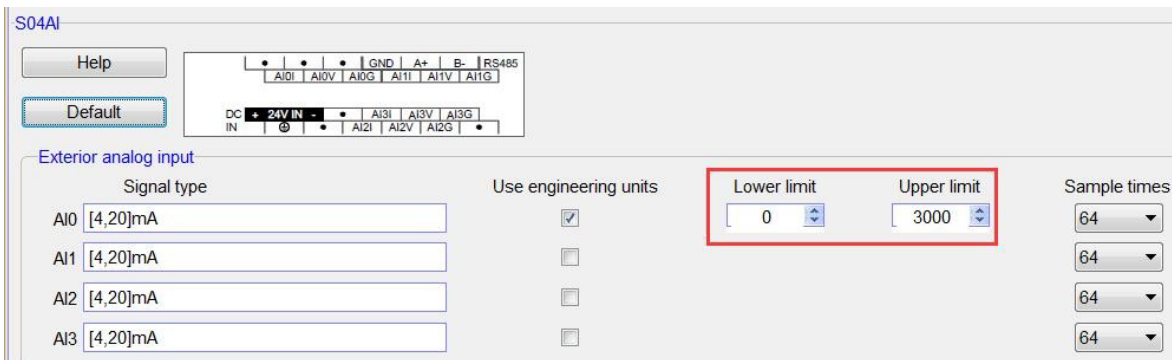 S04AI
Help
• • • GND A+ B- RS485
AI0I AI0V AI0G AI1I AI1V AI1G
Default
DC + 24V IN - • AI3I AI3V AI3G
IN • AI2I AI2V AI2G •
Exterior analog input
Signal type Use engineering units Lower limit Upper limit Sample times
AI0 [4,20]mA 0 3000 64
AI1 [4,20]mA 64
AI2 [4,20]mA 64
AI3 [4,20]mA 64